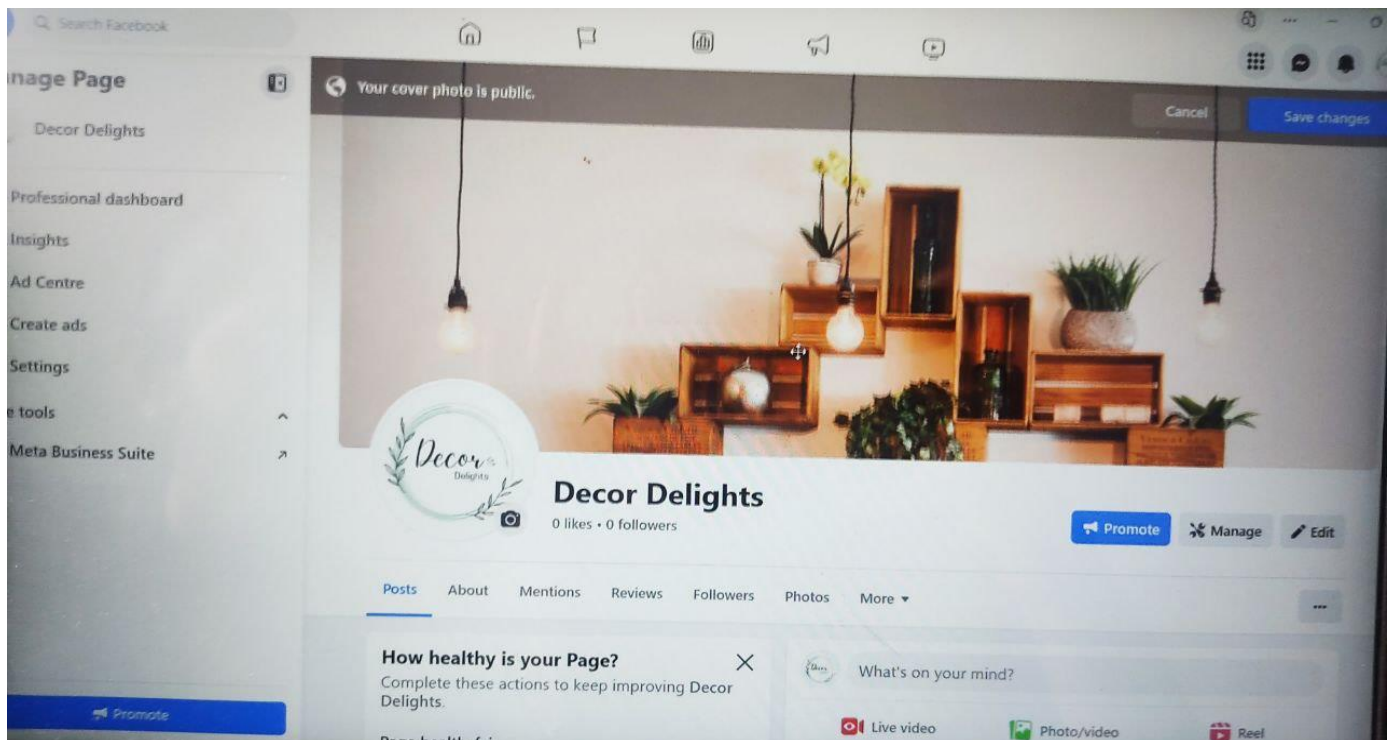 Search Facebook
nage Page
Decor Delights
Professional dashboard
Insights
Ad Centre
Create ads
Settings
e tools
Meta Business Suite
Promote
Your cover photo is public.
Cancel
Save changes
Decor
Delights
Decor Delights
0 likes • 0 followers
Promote
Manage
Edit
Posts
About
Mentions
Reviews
Followers
Photos
More
How healthy is your Page?
Complete these actions to keep improving Decor
Delights.
What's on your mind?
Live video
Photo/video
Reel